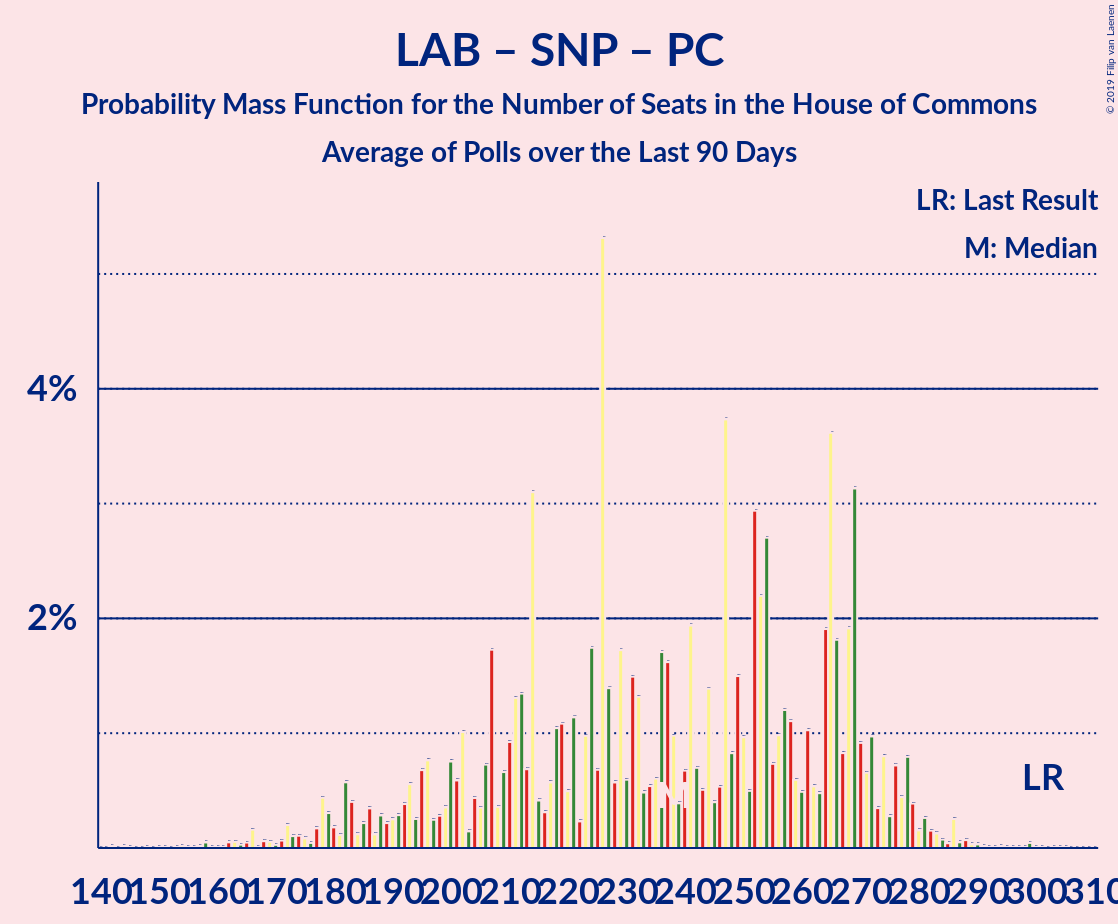 LAB – SNP – PC
Probability Mass Function for the Number of Seats in the House of Commons
Average of Polls over the Last 90 Days
© 2019 Filip van Laenen
LR: Last Result
M: Median
4%
2%
M
LR
140 150 160 170 180 190 200 210 220 230 240 250 260 270 280 290 300 310